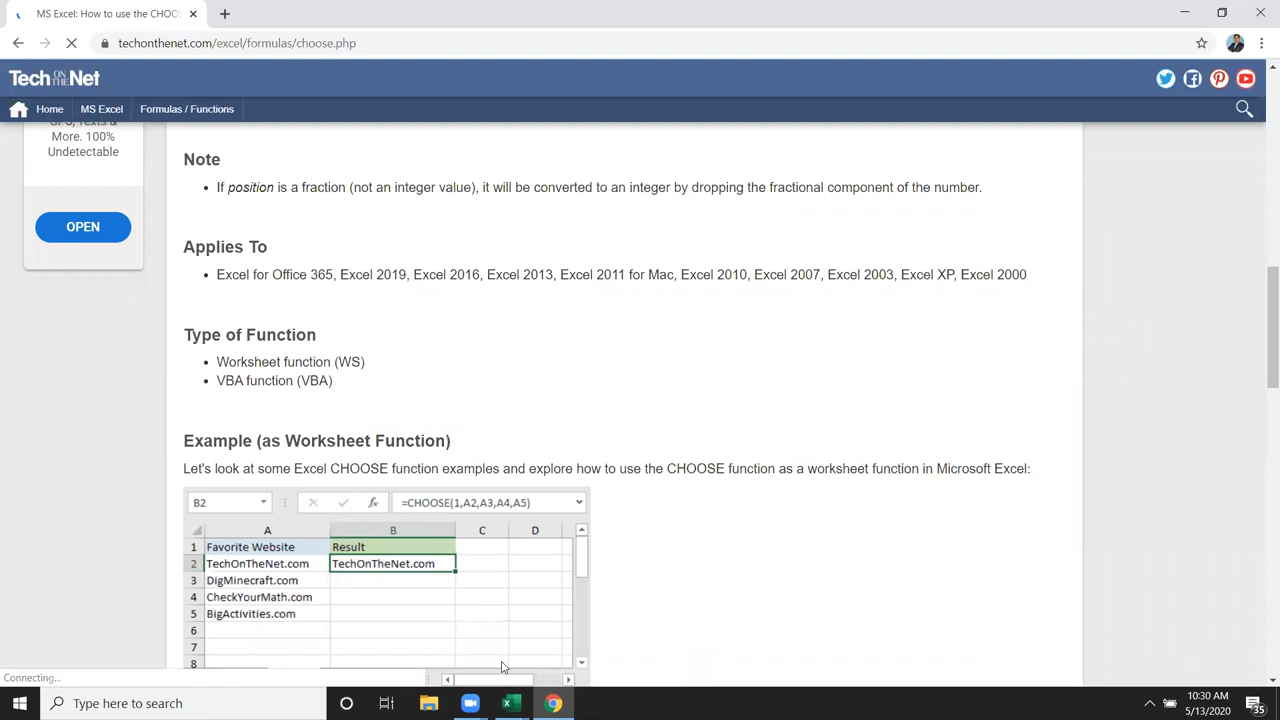 MS Excel: How to use the CHOO
techonthenet.com/excel/formulas/choose.php
Tech ON THE Net
Home MS Excel Formulas / Functions
More. 100%
Undetectable
OPEN
Note
If position is a fraction (not an integer value), it will be converted to an integer by dropping the fractional component of the number.
Applies To
Excel for Office 365, Excel 2019, Excel 2016, Excel 2013, Excel 2011 for Mac, Excel 2010, Excel 2007, Excel 2003, Excel XP, Excel 2000
Type of Function
Worksheet function (WS)
VBA function (VBA)
Example (as Worksheet Function)
Let's look at some Excel CHOOSE function examples and explore how to use the CHOOSE function as a worksheet function in Microsoft Excel:
B2 fx =CHOOSE(1,A2,A3,A4,A5)
A B C D
1 Favorite Website Result
2 TechOnTheNet.com TechOnTheNet.com
3 DigMinecraft.com
4 CheckYourMath.com
5 BigActivities.com
6
7
8
Connecting...
Type here to search
10:30 AM
5/13/2020
35